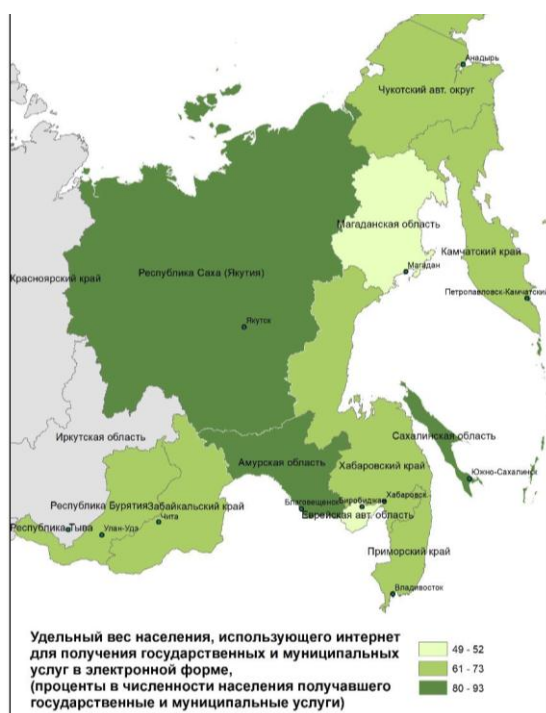 Анадырь
Чукотский авт. округ
Магаданская область
Камчатский край
Красноярский край
Республика Саха (Якутия)
Магадан
Петропавловск-Камчатский
Якутск
Иркутская область
Сахалинская область
Амурская область
Хабаровский край
Южно-Сахалинск
Благовещенск
Биробиджан
Хабаровск
Республика Бурятия
Забайкальский край
Еврейская авт. область
Республика Тыва
Улан-Удэ
Чита
Приморский край
Владивосток
Удельный вес населения, использующего интернет
для получения государственных и муниципальных
услуг в электронной форме,
(проценты в численности населения получавшего
государственные и муниципальные услуги)
49 - 52
61 - 73
80 - 93